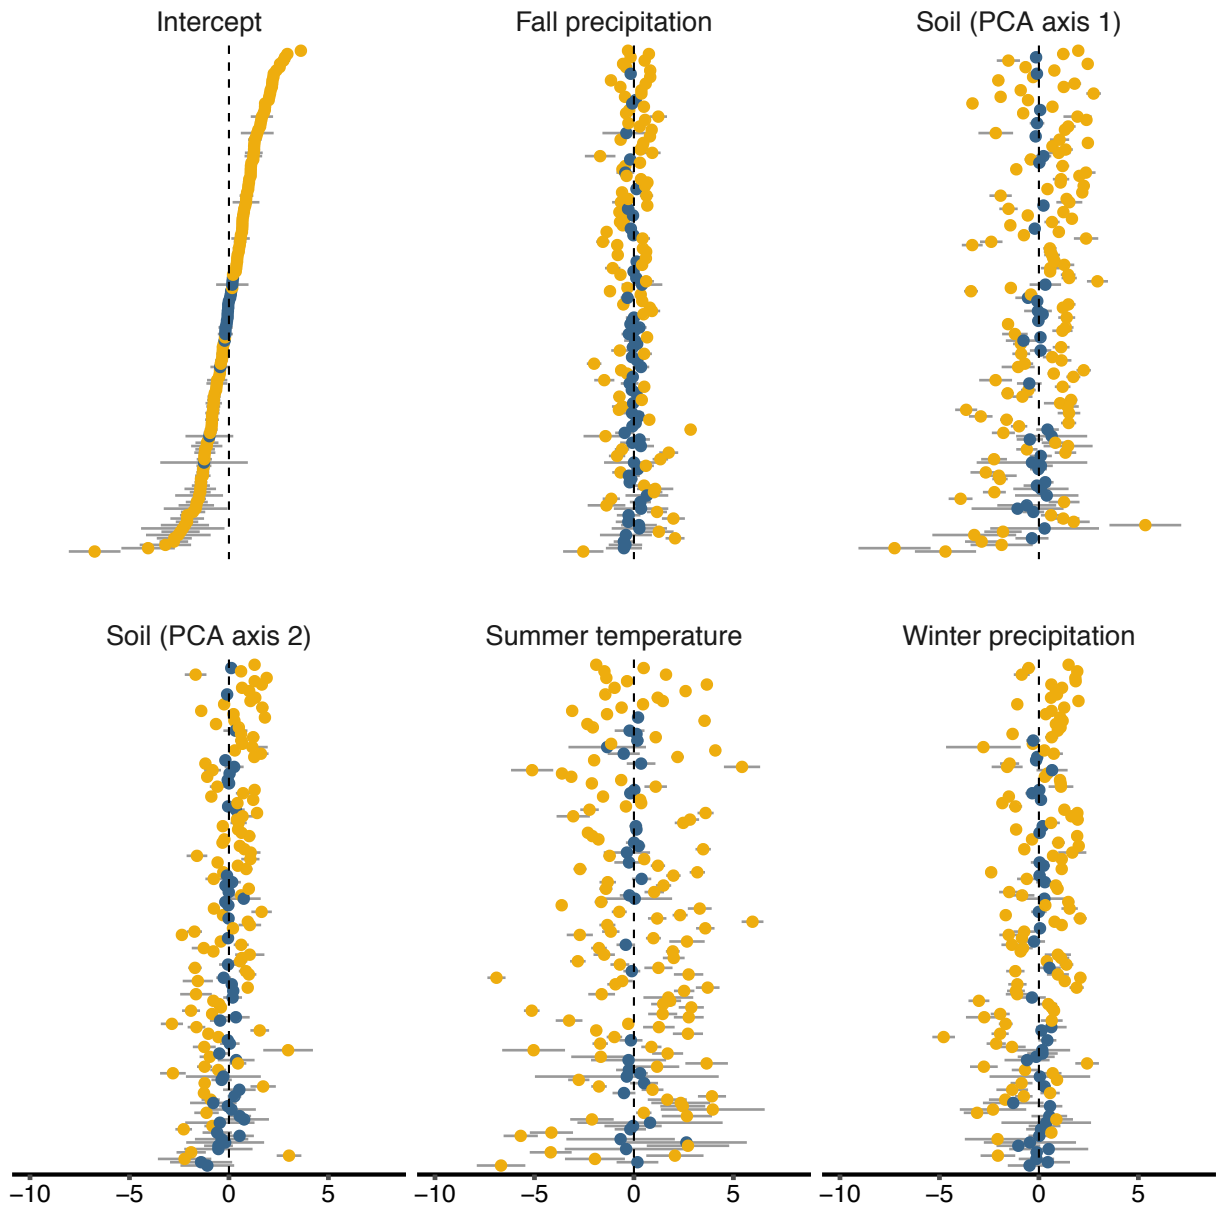 Intercept
Fall precipitation
Soil (PCA axis 1)
Soil (PCA axis 2)
Summer temperature
Winter precipitation
−10 −5 0 5
−10 −5 0 5
−10 −5 0 5